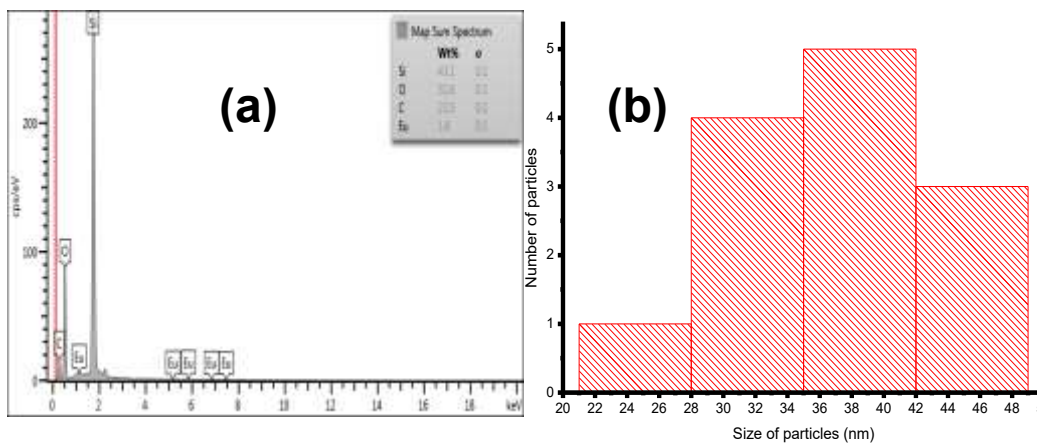 Map Sum Spectrum
Wt% σ
Si
O
C
Eu
(a)
Si
O
C
Eu
Eu Eu Eu Eu
cps/eV
200
100
0
0 2 4 6 8 10 12 14 16 18 keV
(b)
Number of particles
5
4
3
2
1
0
20 22 24 26 28 30 32 34 36 38 40 42 44 46 48
Size of particles (nm)